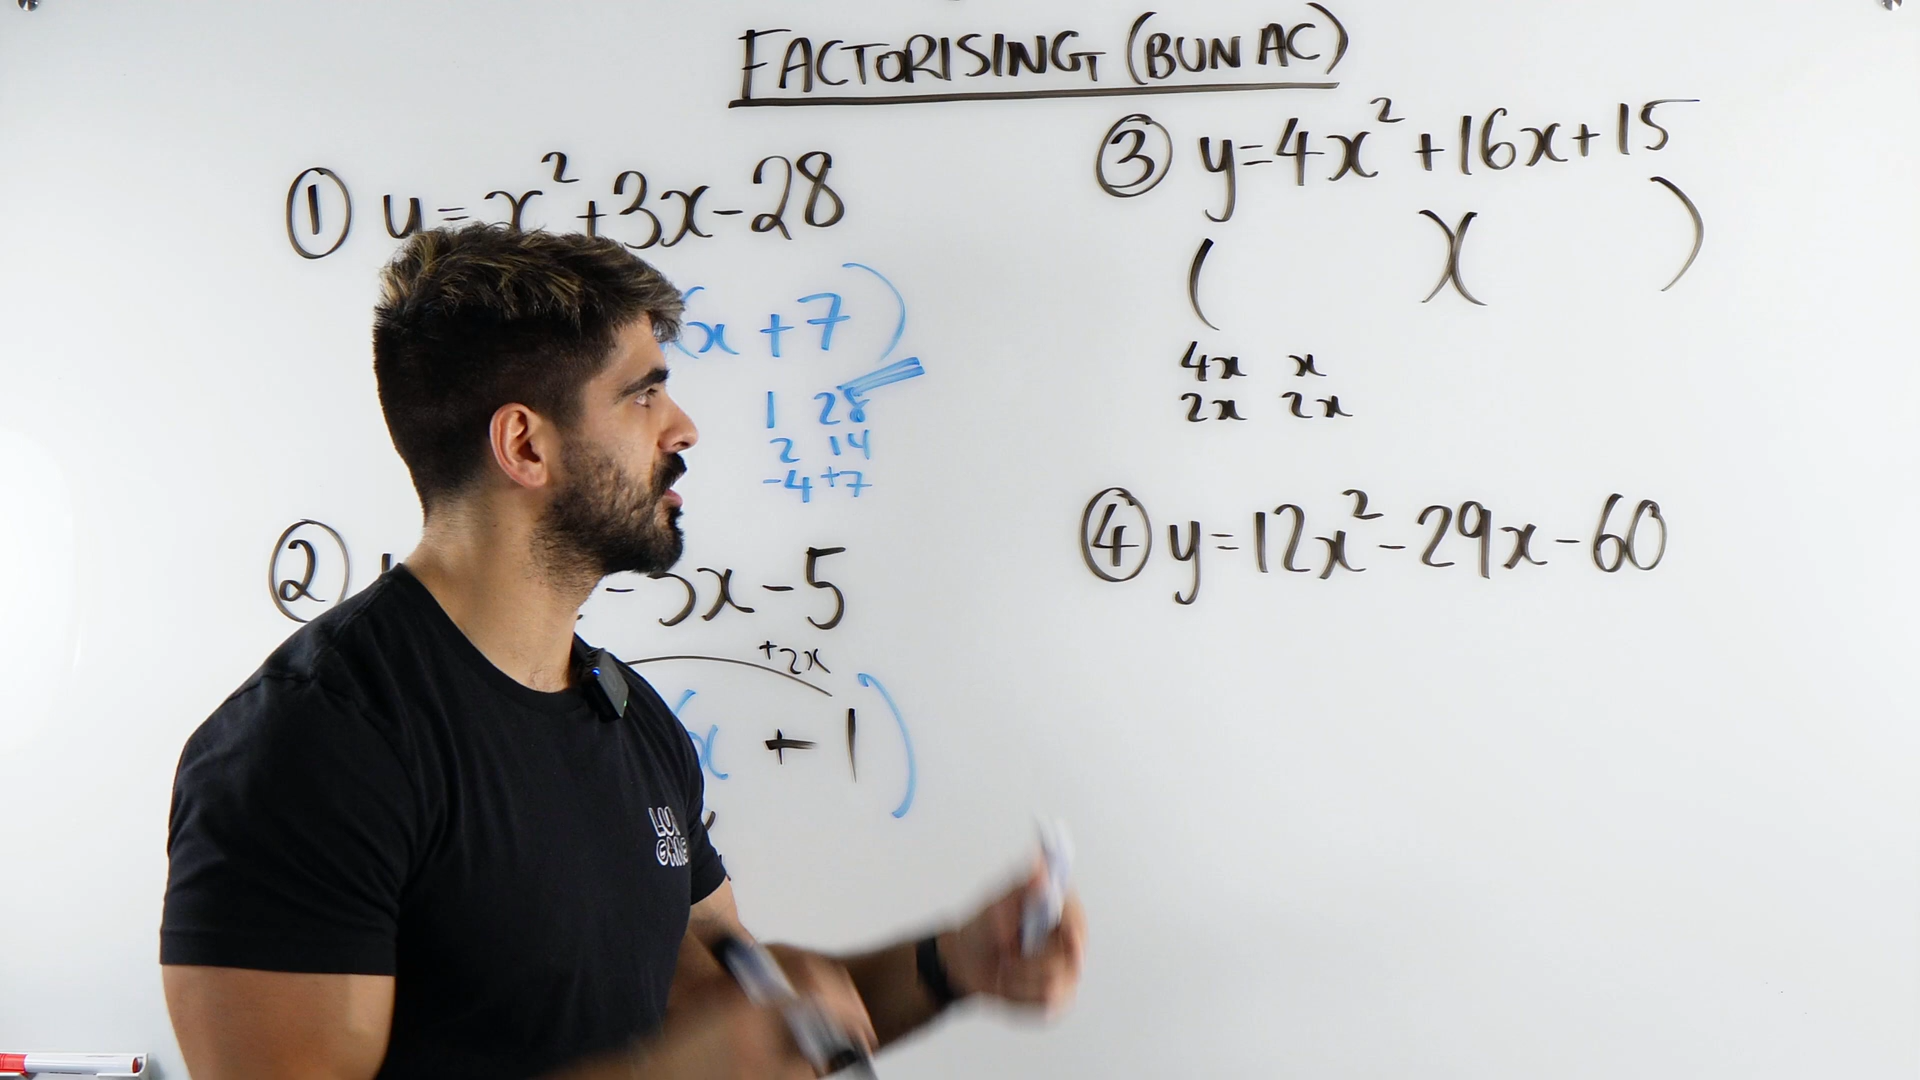 FACTORISING (BUN AC)
① y=x²+3x-28
(x+7)
1 28
2 14
-4 +7
②
-3x-5
+2x
(x + 1)
③ y=4x²+16x+15
( )( )
4x x
2x 2x
④ y=12x²-29x-60